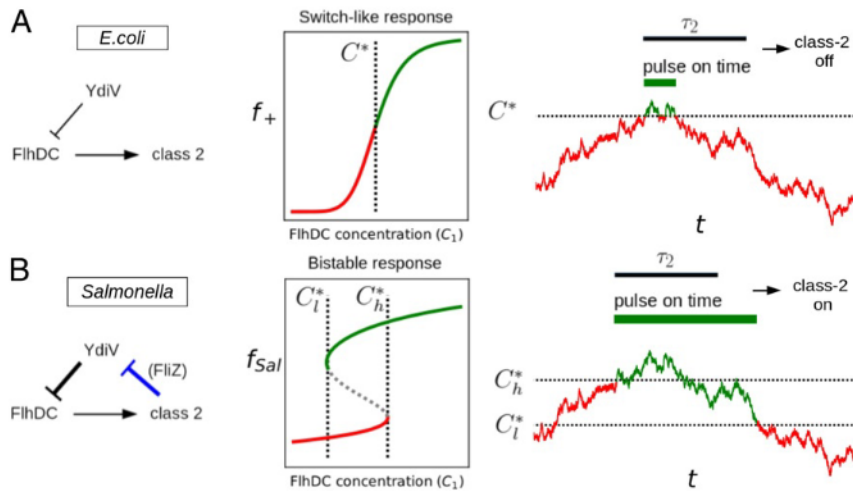 A
E.coli
YdiV
FlhDC
class 2
Switch-like response
C*
f+
FlhDC concentration (C1)
τ2
class-2
off
pulse on time
C*
t
B
Salmonella
YdiV
(FliZ)
FlhDC
class 2
Bistable response
C*l
C*h
fSal
FlhDC concentration (C1)
τ2
class-2
on
pulse on time
C*h
C*l
t